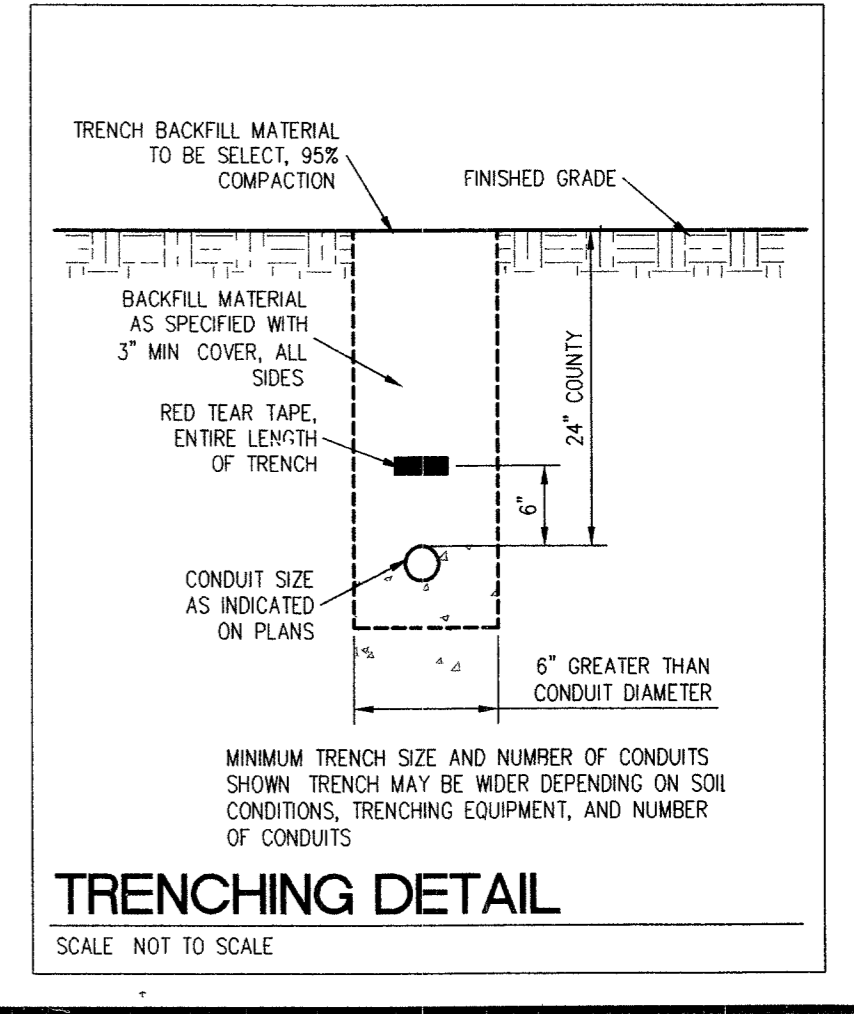 TRENCH BACKFILL MATERIAL
TO BE SELECT, 95%
COMPACTION
FINISHED GRADE
BACKFILL MATERIAL
AS SPECIFIED WITH
3" MIN COVER, ALL
SIDES
24" COUNTY
RED TEAR TAPE,
ENTIRE LENGTH
OF TRENCH
6"
CONDUIT SIZE
AS INDICATED
ON PLANS
6" GREATER THAN
CONDUIT DIAMETER
MINIMUM TRENCH SIZE AND NUMBER OF CONDUITS
SHOWN TRENCH MAY BE WIDER DEPENDING ON SOIL
CONDITIONS, TRENCHING EQUIPMENT, AND NUMBER
OF CONDUITS
TRENCHING DETAIL
SCALE NOT TO SCALE